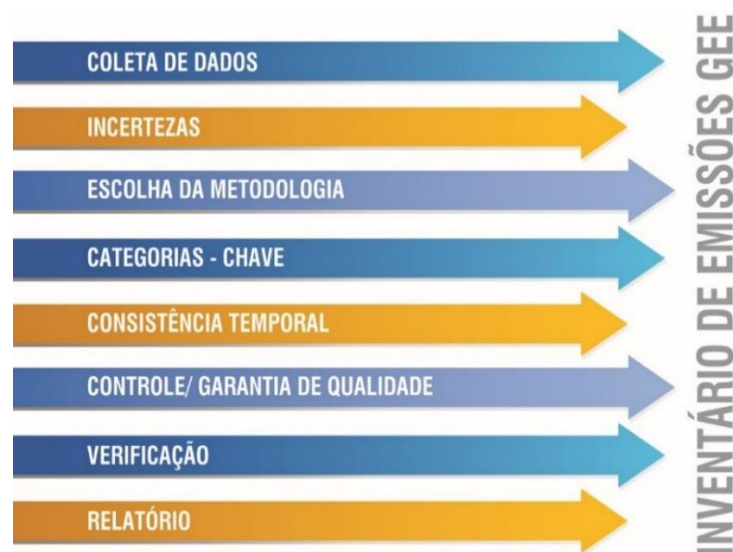 COLETA DE DADOS
INCERTEZAS
ESCOLHA DA METODOLOGIA
CATEGORIAS - CHAVE
CONSISTÊNCIA TEMPORAL
CONTROLE/ GARANTIA DE QUALIDADE
VERIFICAÇÃO
RELATÓRIO
INVENTÁRIO DE EMISSÕES GEE